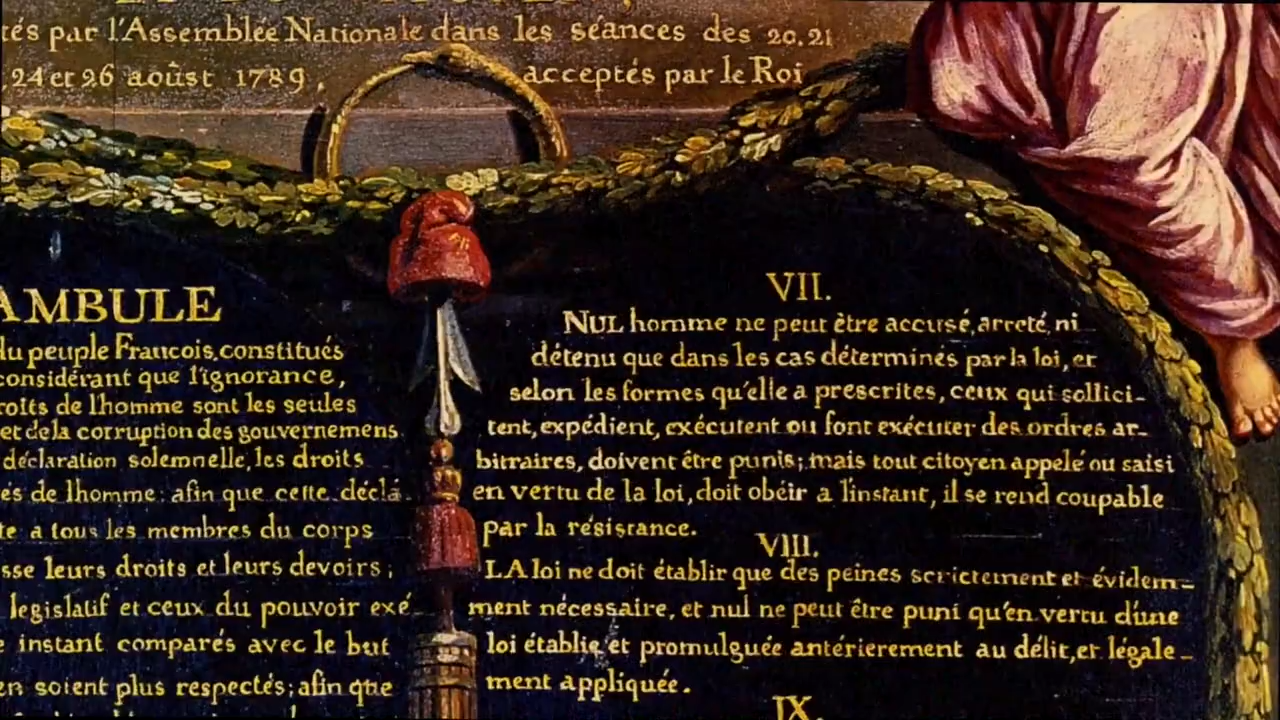 tés par l'Assemblée Nationale dans les séances des 20, 21
24 et 26 août 1789, acceptés par le Roi
AMBULE
du peuple Francois, constitués
considérant que l'ignorance,
roits de lhomme sont les seules
et de la corruption des gouvernemens
déclaration solemnelle, les droits
és de lhomme: afin que cette décla-
te a tous les membres du corps
sse leurs droits et leurs devoirs;
legislatif et ceux du pouvoir exé-
e instant comparés avec le but
en soient plus respectés; afin que
VII.
NUL homme ne peut être accusé, arreté, ni
détenu que dans les cas déterminés par la loi, et
selon les formes qu'elle a prescrites, ceux qui sollici-
tent, expédient, exécutent ou font exécuter des ordres ar-
bitraires, doivent être punis; mais tout citoyen appelé ou saisi
en vertu de la loi, doit obéir a l'instant, il se rend coupable
par la résistance.
VIII.
LA loi ne doit établir que des peines strictement et évidem-
ment nécessaire, et nul ne peut être puni qu'en vertu d'une
loi établie et promulguée antérierement au délit, et légale-
ment appliquée.
IX.